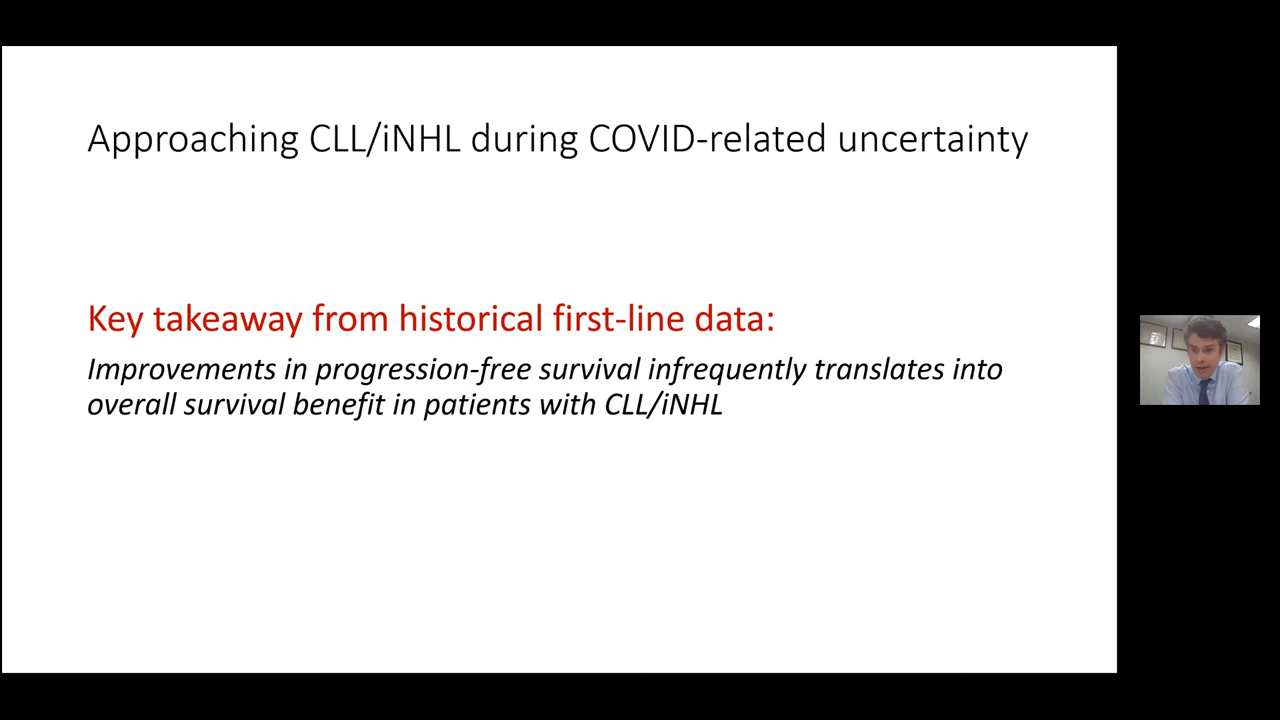 Approaching CLL/iNHL during COVID-related uncertainty
Key takeaway from historical first-line data:
Improvements in progression-free survival infrequently translates into
overall survival benefit in patients with CLL/iNHL